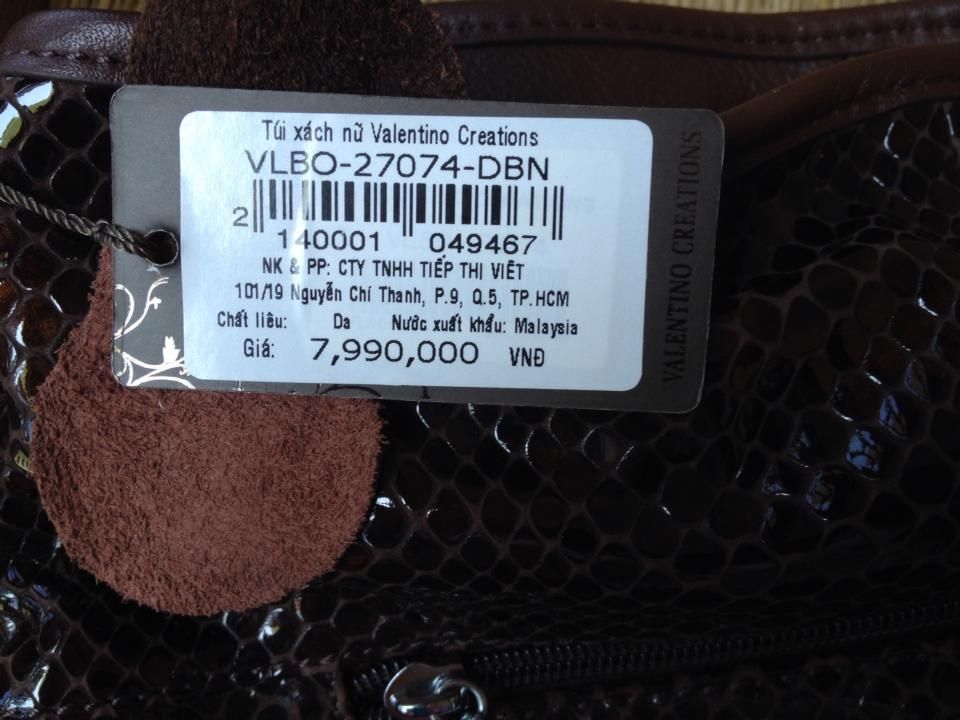 Túi xách nữ Valentino Creations
VLBO-27074-DBN
2 140001 049467
NK & PP: CTY TNHH TIẾP THỊ VIỆT
101/19 Nguyễn Chí Thanh, P.9, Q.5, TP.HCM
Chất liệu: Da Nước xuất khẩu: Malaysia
Giá: 7,990,000 VNĐ
VALENTINO CREATIONS